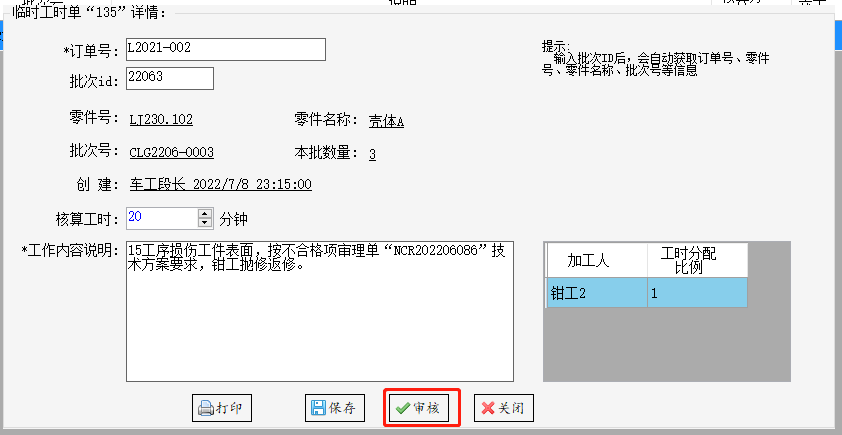 临时工时单“135”详情：
*订单号： L2021-002
批次id: 22063
提示:
输入批次ID后，会自动获取订单号、零件
号、零件名称、批次号等信息
零件号： LJ230.102 零件名称： 壳体A
批次号： CLG2206-0003 本批数量： 3
创 建： 车工段长 2022/7/8 23:15:00
核算工时: 20 分钟
*工作内容说明: 15工序损伤工件表面，按不合格项审理单“NCR202206086”技
术方案要求，钳工抛修返修。
加工人 工时分配
比例
钳工2 1
打印 保存 审核 关闭